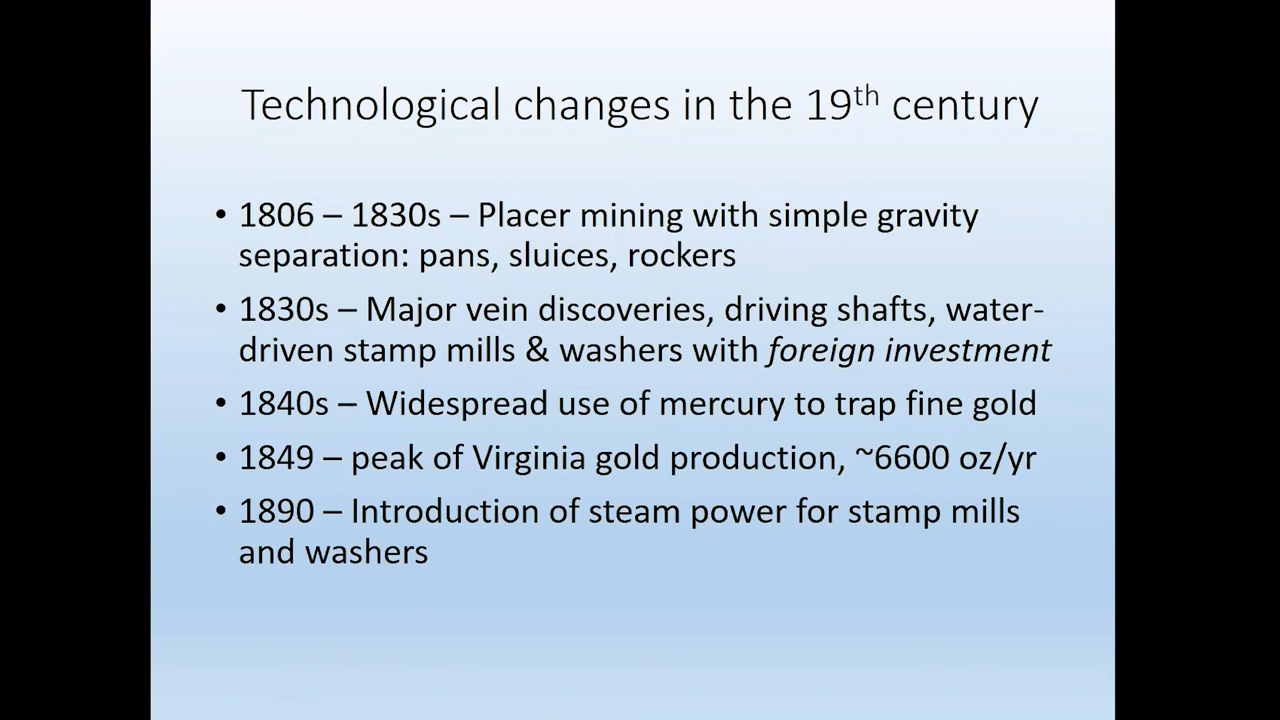 Technological changes in the 19th century
• 1806 – 1830s – Placer mining with simple gravity
separation: pans, sluices, rockers
• 1830s – Major vein discoveries, driving shafts, water-
driven stamp mills & washers with foreign investment
• 1840s – Widespread use of mercury to trap fine gold
• 1849 – peak of Virginia gold production, ~6600 oz/yr
• 1890 – Introduction of steam power for stamp mills
and washers